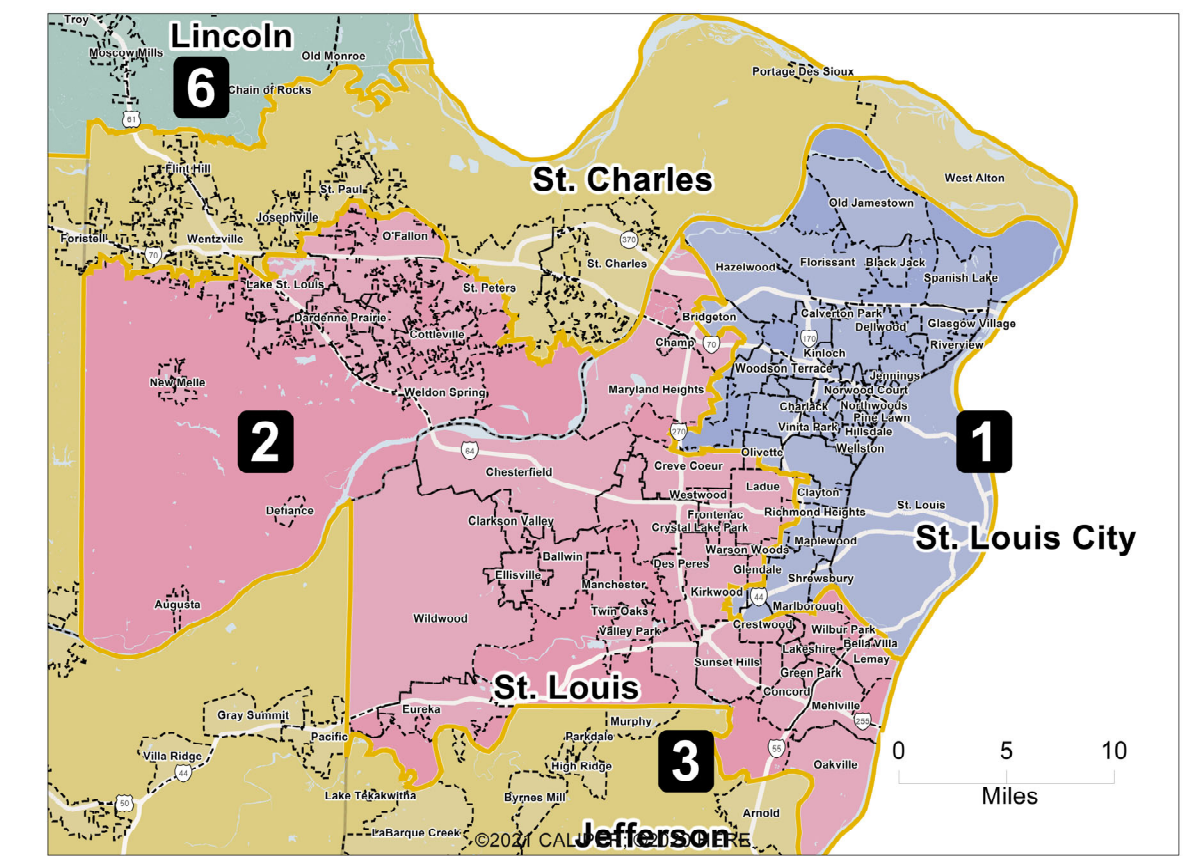 Troy
Lincoln
Moscow Mills
Old Monroe
6
Chain of Rocks
Portage Des Sioux
61
Flint Hill
St. Charles
West Alton
St. Paul
Old Jamestown
Josephville
O'Fallon
Foristell
Wentzville
370
70
St. Charles
Hazelwood
Florissant
Black Jack
Spanish Lake
Lake St. Louis
St. Peters
Dardenne Prairie
Bridgeton
Calverton Park
Dellwood
Glasgow Village
Cottleville
Champ
70
170
Riverview
Kinloch
Woodson Terrace
Jennings
New Melle
Weldon Spring
Maryland Heights
Norwood Court
Charlack
Northwoods
Pine Lawn
Vinita Park
Hillsdale
2
270
1
64
Olivette
Wellston
Chesterfield
Creve Coeur
Westwood
Ladue
Clayton
Defiance
Frontenac
Richmond Heights
St. Louis
Clarkson Valley
Crystal Lake Park
St. Louis City
Warson Woods
Maplewood
Ballwin
Des Peres
Glendale
Ellisville
Manchester
Shrewsbury
Kirkwood
44
Augusta
Twin Oaks
Marlborough
Wildwood
Valley Park
Crestwood
Wilbur Park
Bella Villa
Lakeshire
Lemay
Sunset Hills
Green Park
St. Louis
Concord
Eureka
Mehlville
Gray Summit
Murphy
255
Pacific
Parkdale
Villa Ridge
55
0 5 10
44
High Ridge
3
Oakville
Lake Tekakwitha
Byrnes Mill
Miles
50
Arnold
LaBarque Creek
Jefferson
©2021 CALIPER; ©2020 HERE